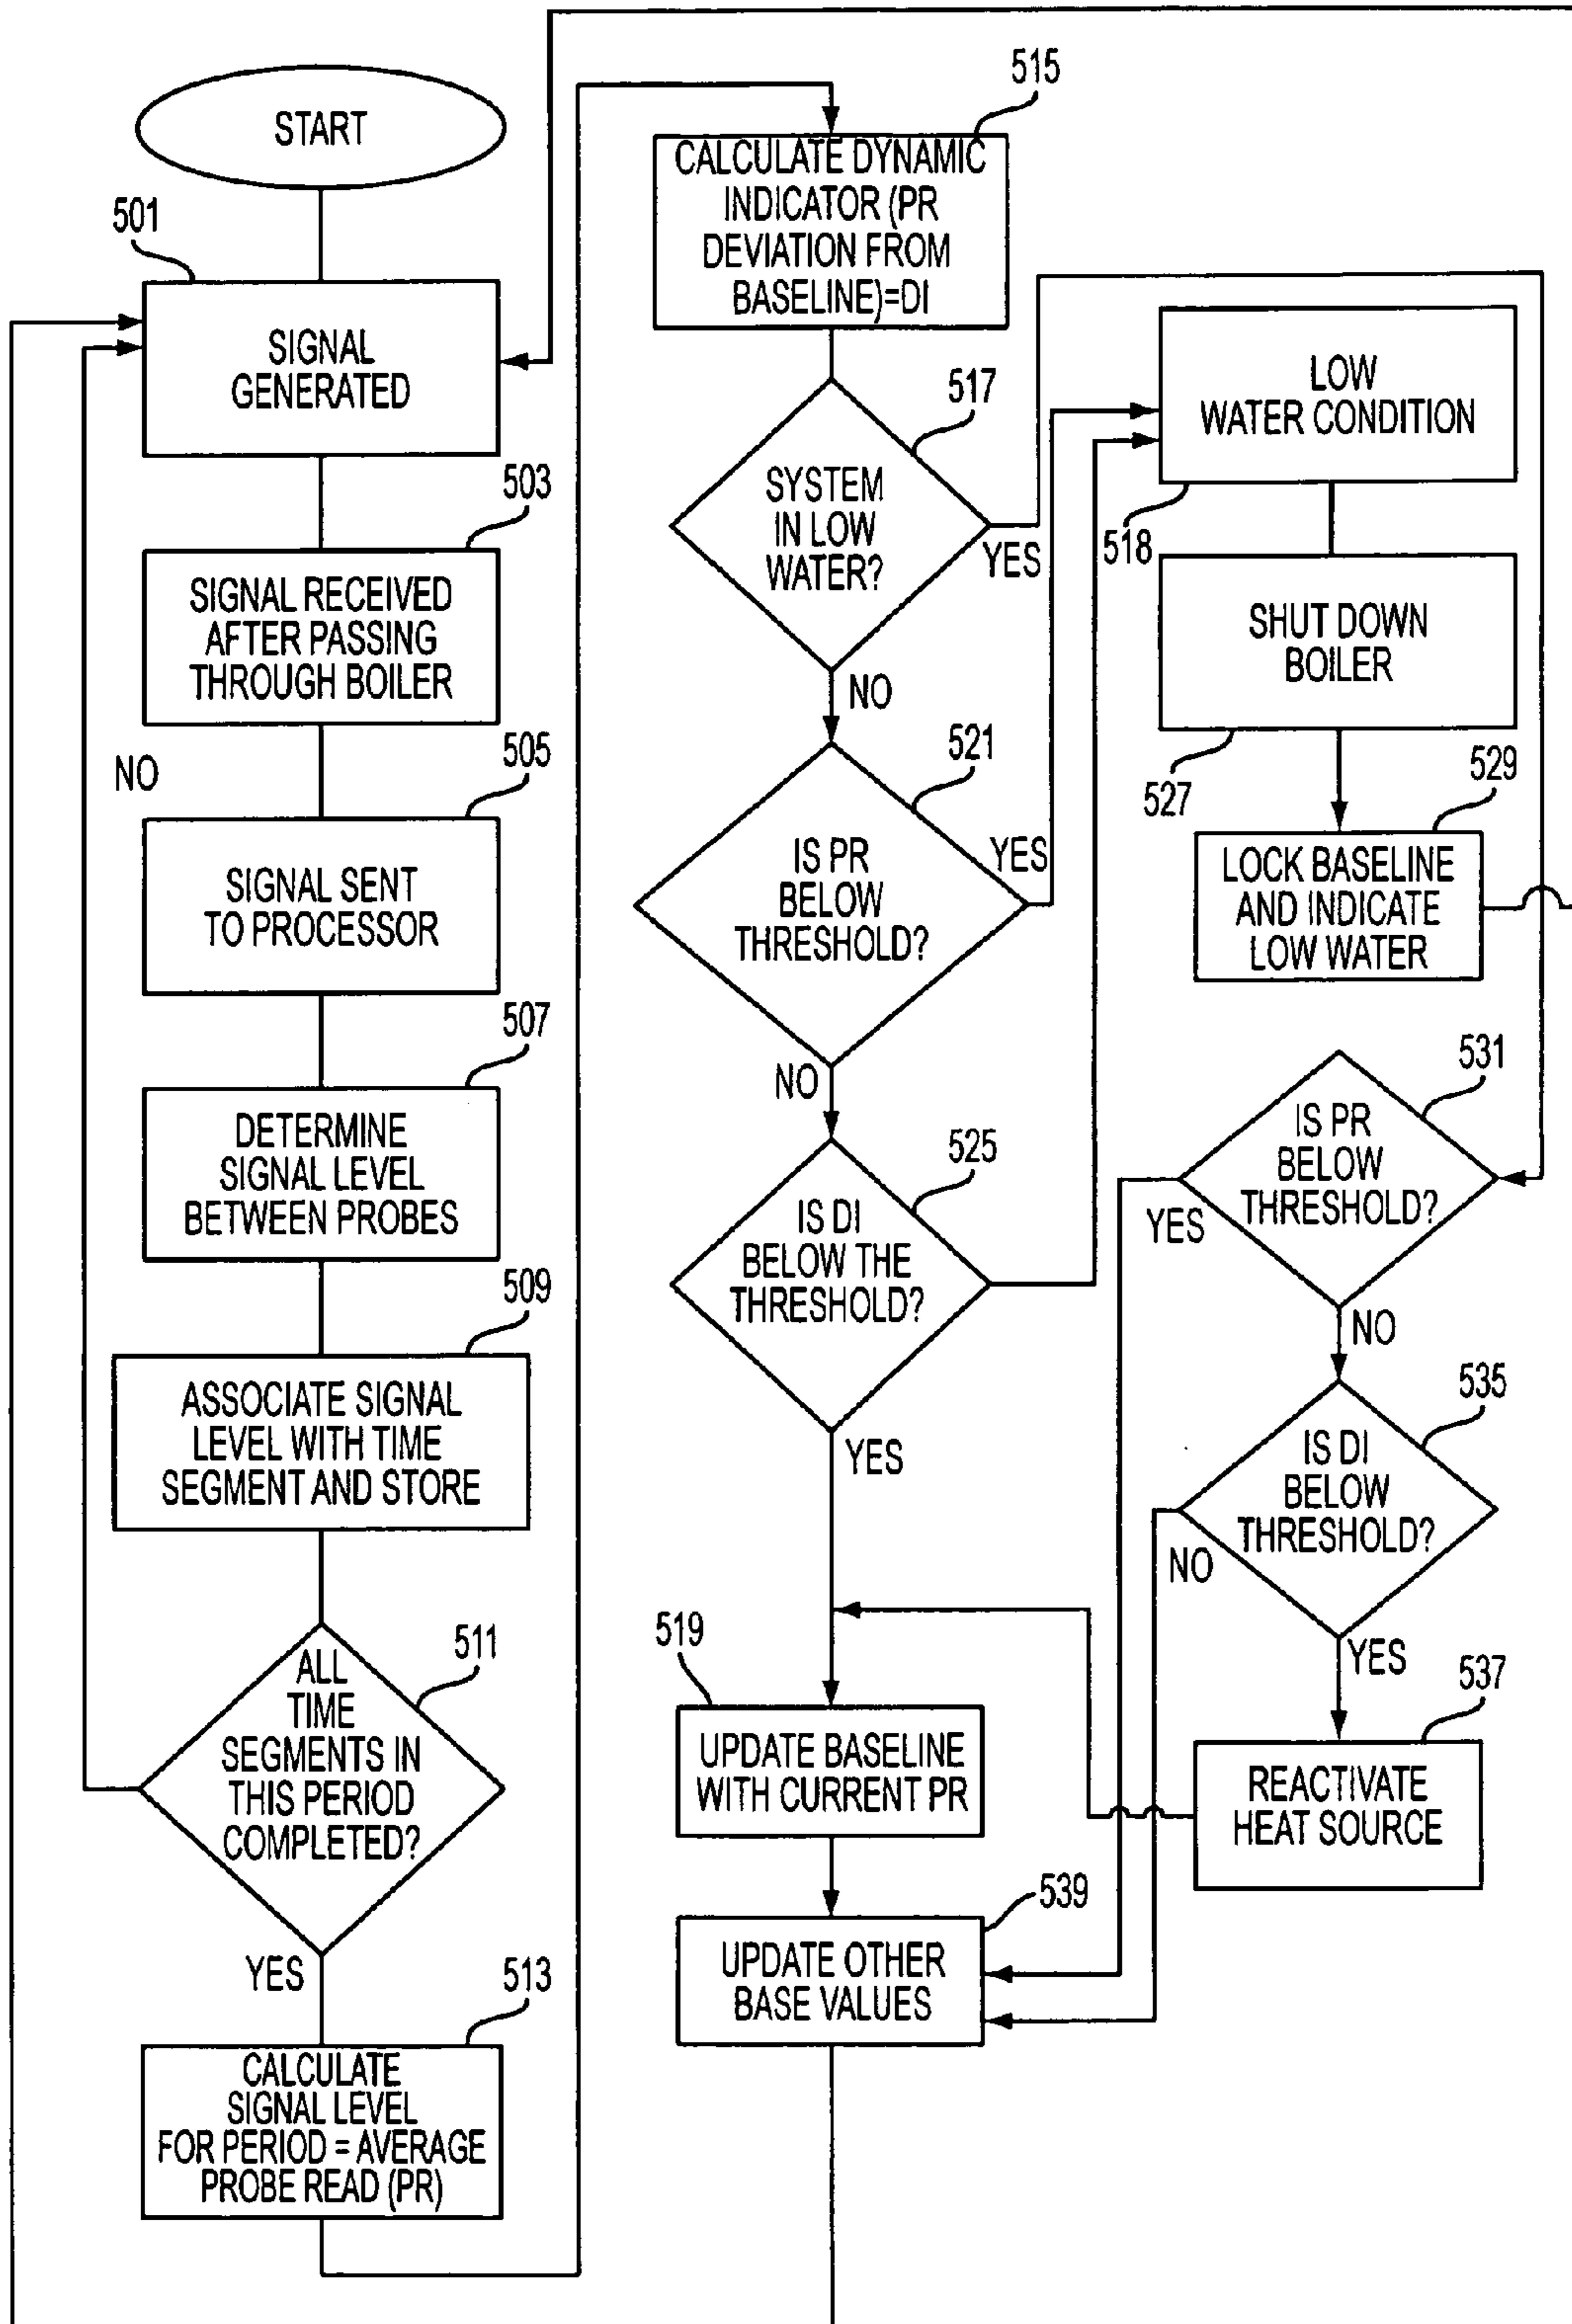 START
501
SIGNAL
GENERATED
503
SIGNAL RECEIVED
AFTER PASSING
THROUGH BOILER
NO
505
SIGNAL SENT
TO PROCESSOR
507
DETERMINE
SIGNAL LEVEL
BETWEEN PROBES
509
ASSOCIATE SIGNAL
LEVEL WITH TIME
SEGMENT AND STORE
511
ALL
TIME
SEGMENTS IN
THIS PERIOD
COMPLETED?
YES
513
CALCULATE
SIGNAL LEVEL
FOR PERIOD = AVERAGE
PROBE READ (PR)
515
CALCULATE DYNAMIC
INDICATOR (PR
DEVIATION FROM
BASELINE)=DI
517
SYSTEM
IN LOW
WATER?
YES
NO
521
IS PR
BELOW
THRESHOLD?
YES
NO
525
IS DI
BELOW THE
THRESHOLD?
YES
519
UPDATE BASELINE
WITH CURRENT PR
539
UPDATE OTHER
BASE VALUES
LOW
WATER CONDITION
518
SHUT DOWN
BOILER
527
529
LOCK BASELINE
AND INDICATE
LOW WATER
531
IS PR
BELOW
THRESHOLD?
YES
NO
535
IS DI
BELOW
THRESHOLD?
NO
YES
537
REACTIVATE
HEAT SOURCE